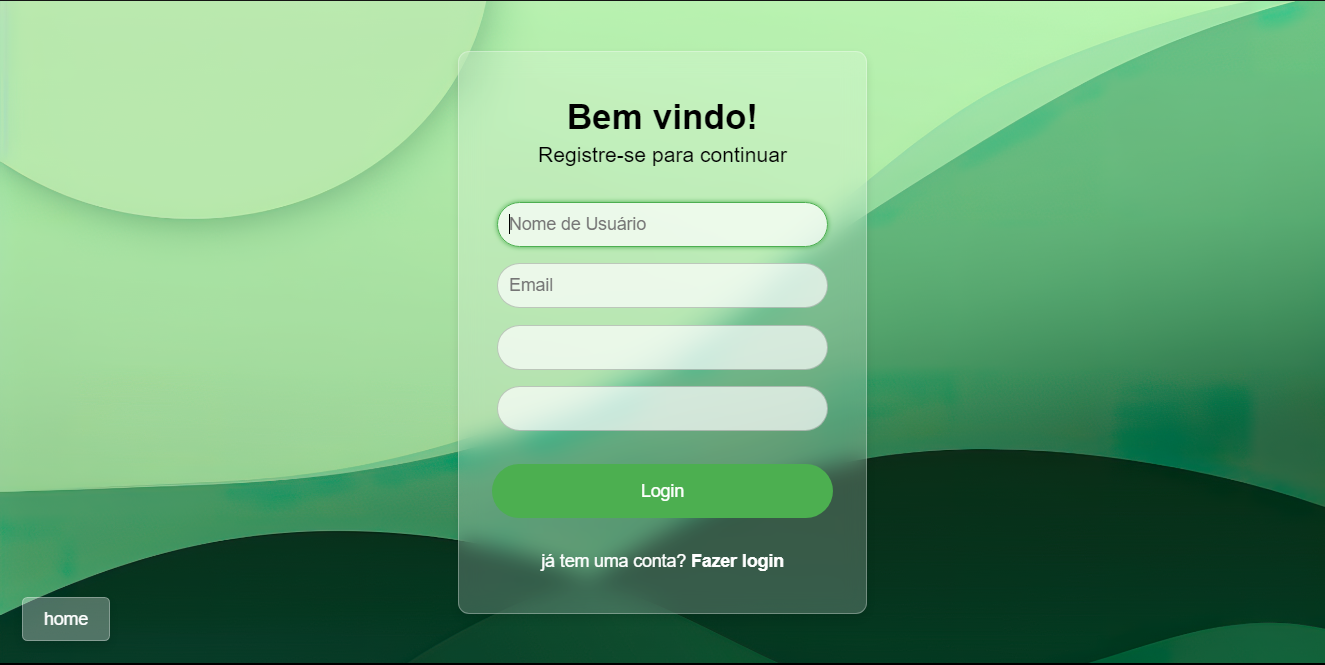 Bem vindo!
Registre-se para continuar
Nome de Usuário
Email
Login
já tem uma conta? Fazer login
home